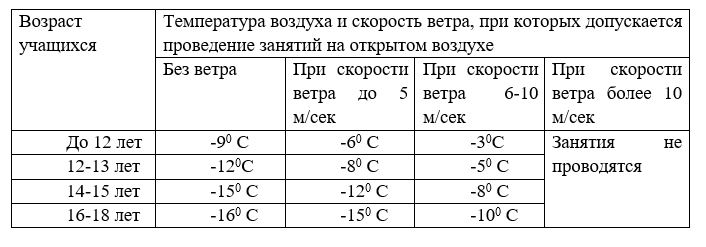 Возраст учащихся | Температура воздуха и скорость ветра, при которых допускается
проведение занятий на открытом воздухе
Без ветра | При скорости ветра до 5 м/сек | При скорости ветра 6-10 м/сек | При скорости ветра более 10 м/сек
До 12 лет | -9⁰ С | -6⁰ С | -3⁰С | Занятия не проводятся
12-13 лет | -12⁰С | -8⁰ С | -5⁰ С
14-15 лет | -15⁰ С | -12⁰ С | -8⁰ С
16-18 лет | -16⁰ С | -15⁰ С | -10⁰ С